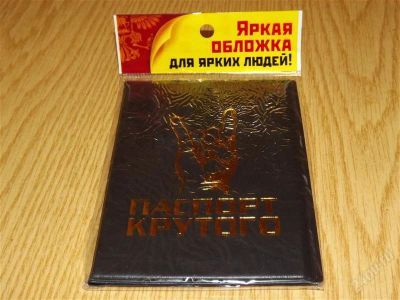 Яркая
обложка
для ярких людей!
ПАСПОРТ
КРУТОГО